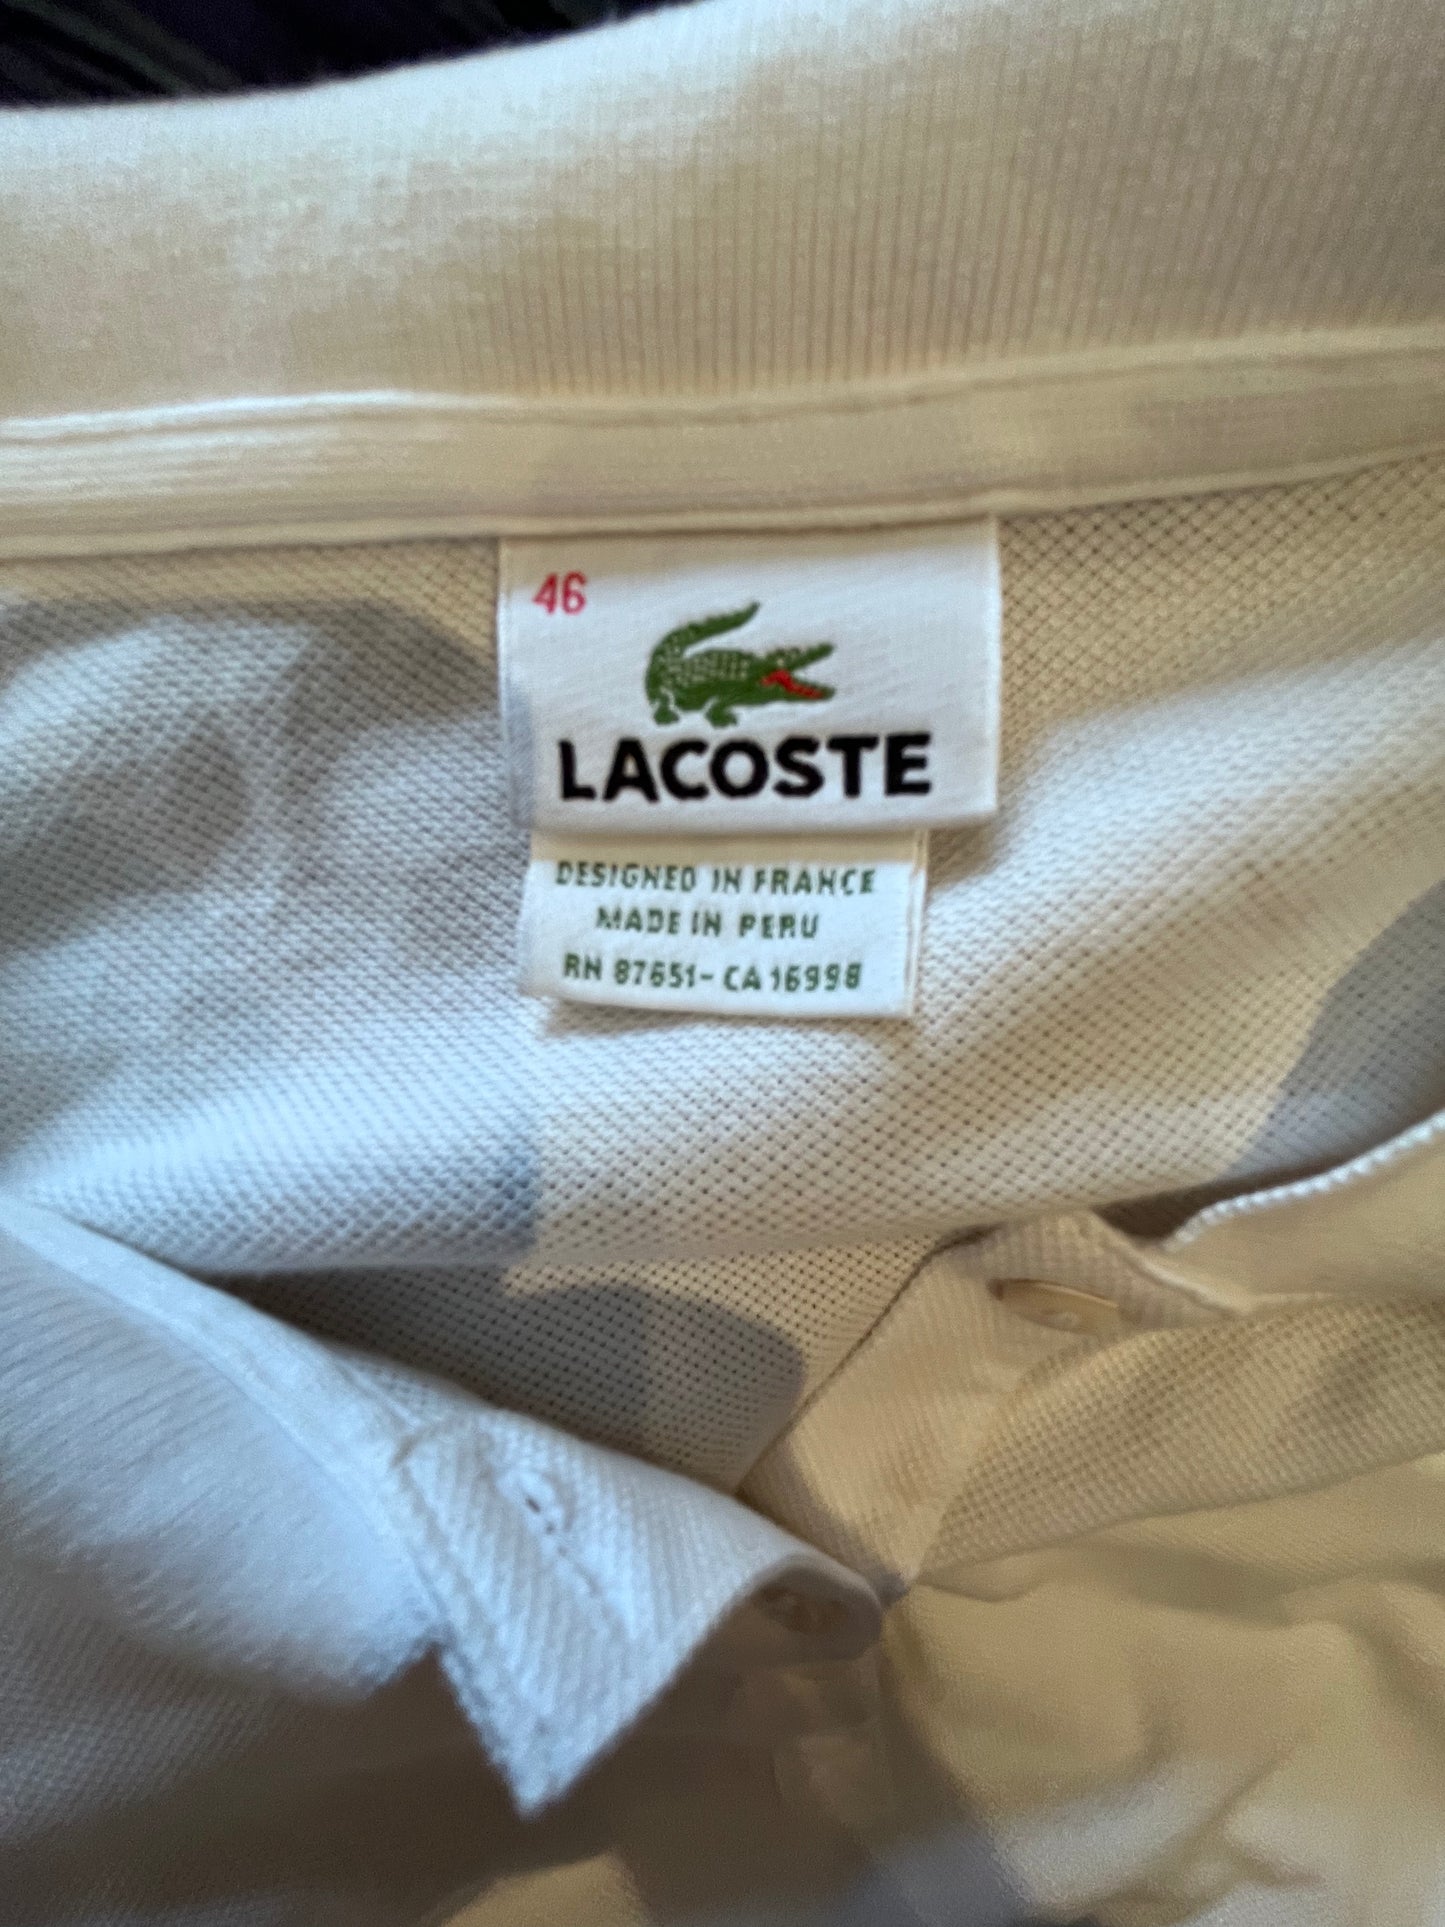 46
LACOSTE
DESIGNED IN FRANCE
MADE IN PERU
RN 87651-CA 16998